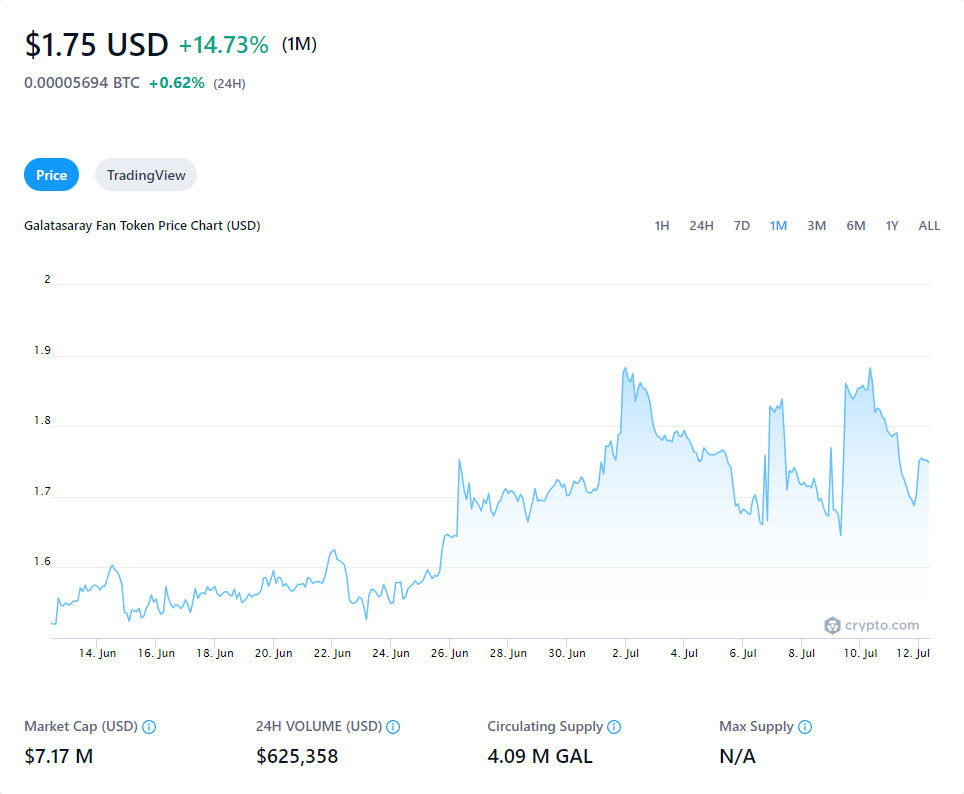 $1.75 USD +14.73% (1M)
0.00005694 BTC +0.62% (24H)
Price TradingView
Galatasaray Fan Token Price Chart (USD) 1H 24H 7D 1M 3M 6M 1Y ALL
2
1.9
1.8
1.7
1.6
crypto.com
14. Jun 16. Jun 18. Jun 20. Jun 22. Jun 24. Jun 26. Jun 28. Jun 30. Jun 2. Jul 4. Jul 6. Jul 8. Jul 10. Jul 12. Jul
Market Cap (USD) 24H VOLUME (USD) Circulating Supply Max Supply
$7.17 M $625,358 4.09 M GAL N/A